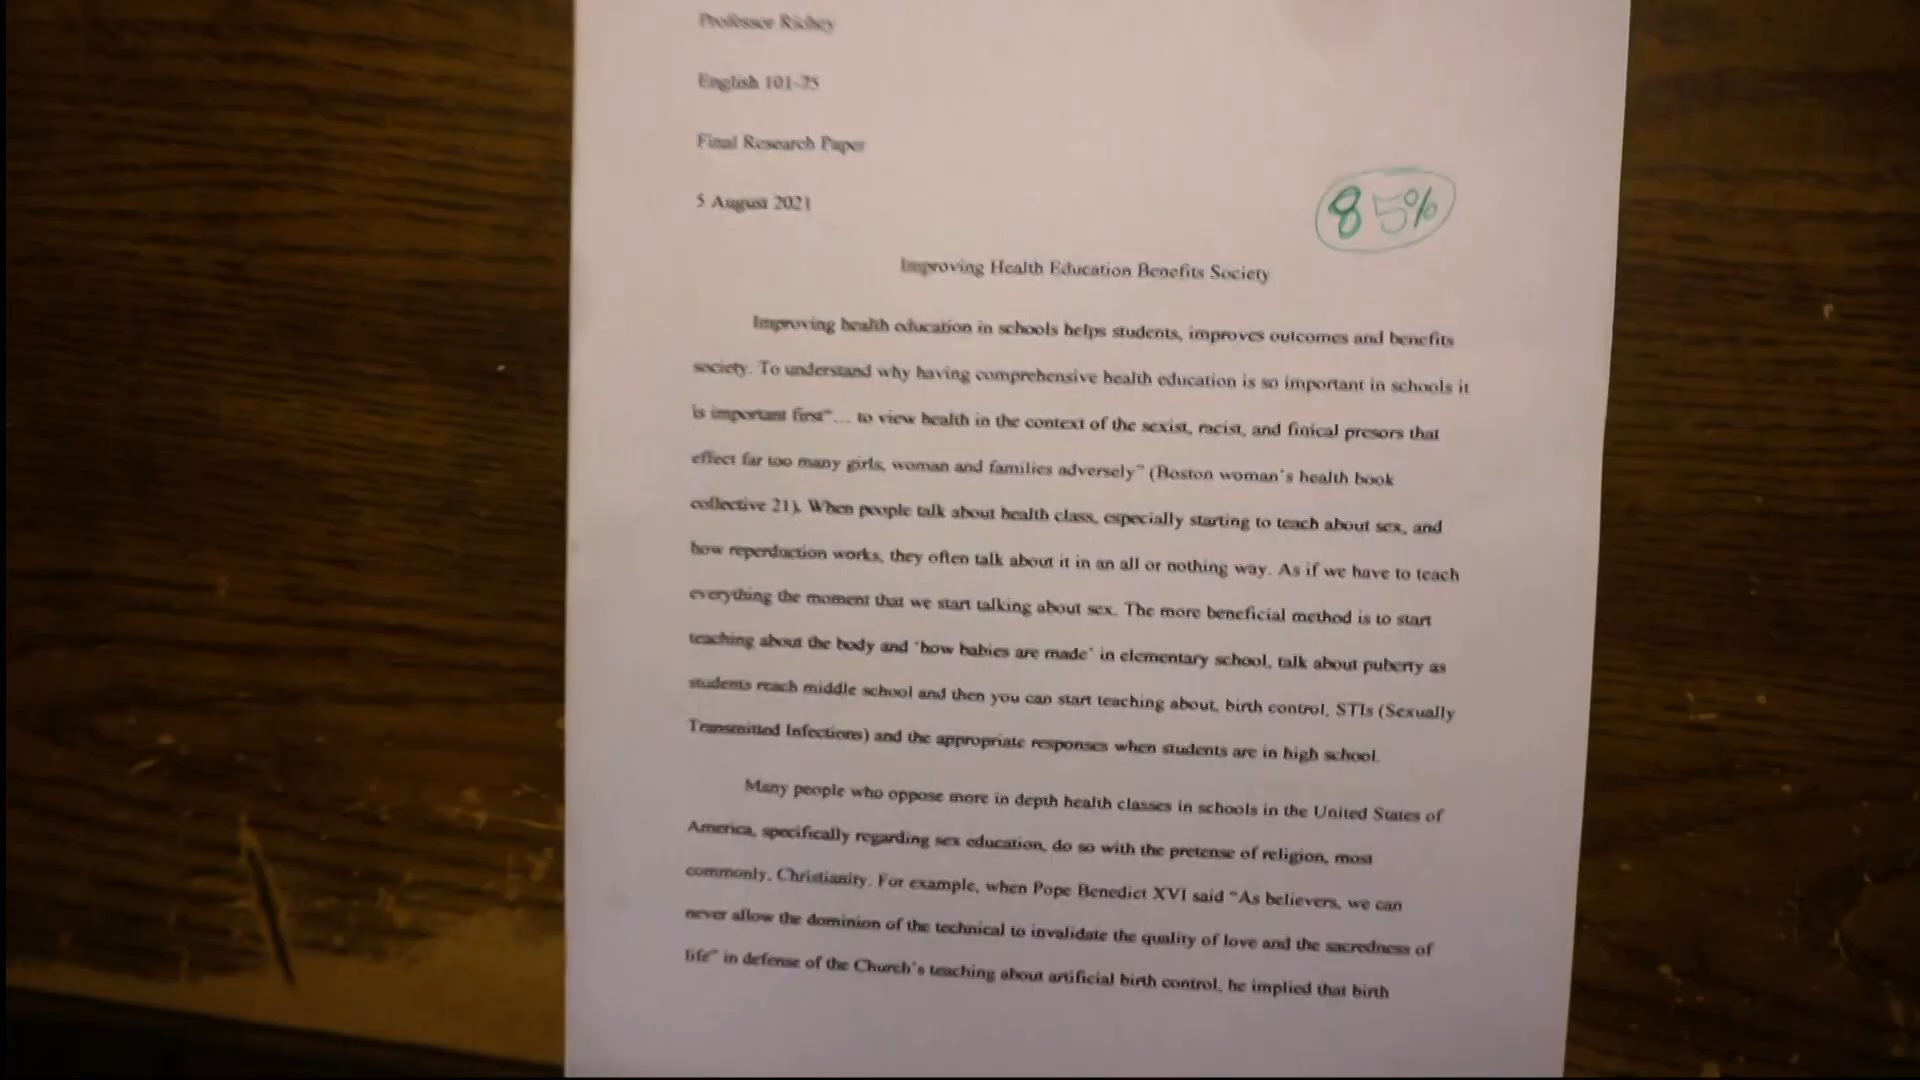 Professor Richey
English 101-75
Final Research Paper
5 August 2021
85%
Improving Health Education Benefits Society
Improving health education in schools helps students, improves outcomes and benefits
society. To understand why having comprehensive health education is so important in schools it
is important first"... to view health in the context of the sexist, racist, and finical presors that
effect far too many girls, woman and families adversely" (Boston woman's health book
collective 21). When people talk about health class, especially starting to teach about sex, and
how reperduction works, they often talk about it in an all or nothing way. As if we have to teach
everything the moment that we start talking about sex. The more beneficial method is to start
teaching about the body and 'how babies are made' in elementary school, talk about puberty as
students reach middle school and then you can start teaching about, birth control, STIs (Sexually
Transmitted Infections) and the appropriate responses when students are in high school.
Many people who oppose more in depth health classes in schools in the United States of
America, specifically regarding sex education, do so with the pretense of religion, most
commonly, Christianity. For example, when Pope Benedict XVI said "As believers, we can
never allow the dominion of the technical to invalidate the quality of love and the sacredness of
life" in defense of the Church's teaching about artificial birth control, he implied that birth